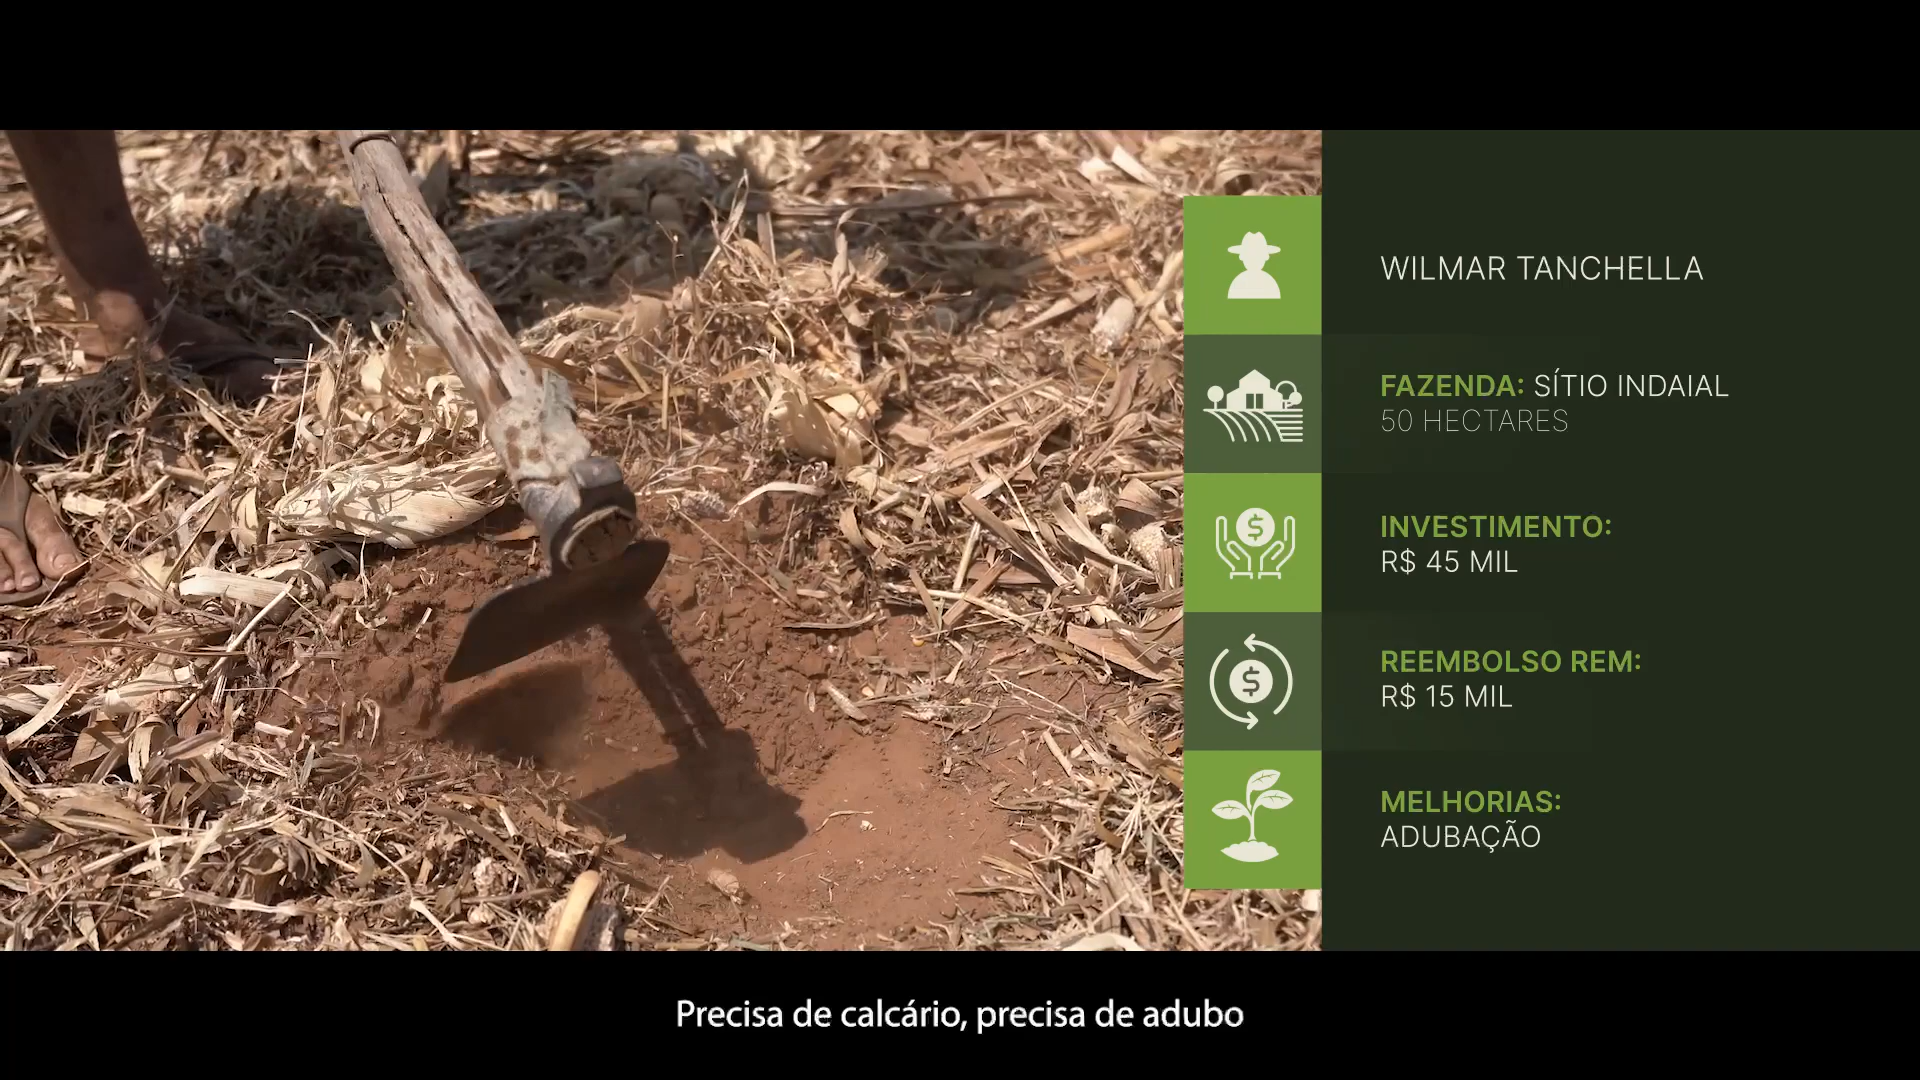 WILMAR TANCHELLA
FAZENDA: SÍTIO INDAIAL
50 HECTARES
INVESTIMENTO:
R$ 45 MIL
REEMBOLSO REM:
R$ 15 MIL
MELHORIAS:
ADUBAÇÃO
Precisa de calcário, precisa de adubo